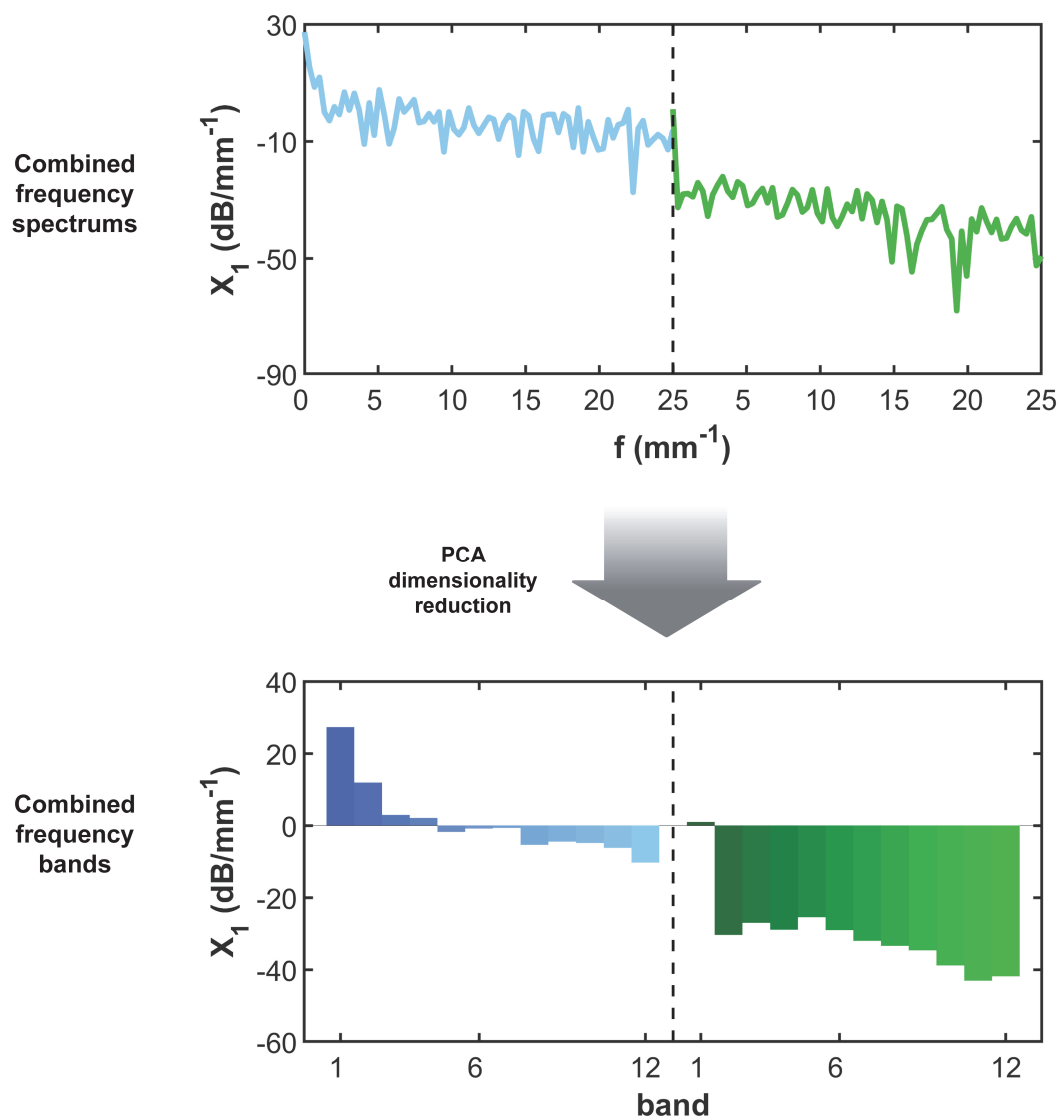 30
-10
-50
-90
X1 (dB/mm-1)
Combined
frequency
spectrums
0 5 10 15 20 25 5 10 15 20 25
f (mm-1)
PCA
dimensionality
reduction
40
20
0
-20
-40
-60
X1 (dB/mm-1)
Combined
frequency
bands
1 6 12 1 6 12
band